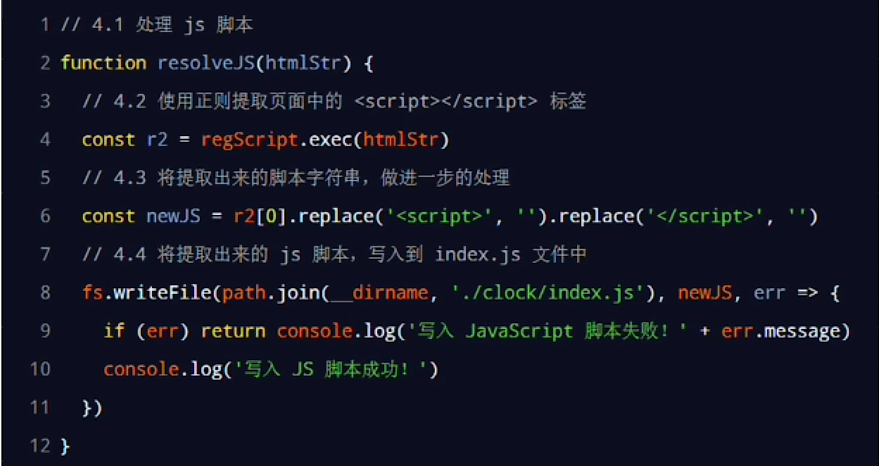 1 // 4.1 处理 js 脚本
2 function resolveJS(htmlStr) {
3   // 4.2 使用正则提取页面中的 <script></script> 标签
4   const r2 = regScript.exec(htmlStr)
5   // 4.3 将提取出来的脚本字符串，做进一步的处理
6   const newJS = r2[0].replace('<script>', '').replace('</script>', '')
7   // 4.4 将提取出来的 js 脚本，写入到 index.js 文件中
8   fs.writeFile(path.join(__dirname, './clock/index.js'), newJS, err => {
9     if (err) return console.log('写入 JavaScript 脚本失败！' + err.message)
10     console.log('写入 JS 脚本成功！')
11   })
12 }